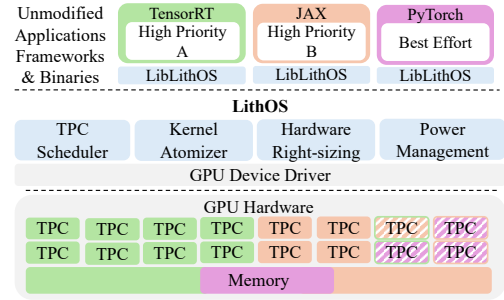 Unmodified
Applications
Frameworks
& Binaries
TensorRT
High Priority
A
LibLithOS
JAX
High Priority
B
LibLithOS
PyTorch
Best Effort
LibLithOS
LithOS
TPC
Scheduler
Kernel
Atomizer
Hardware
Right-sizing
Power
Management
GPU Device Driver
GPU Hardware
TPC TPC TPC TPC TPC TPC TPC TPC
TPC TPC TPC TPC TPC TPC TPC TPC
Memory